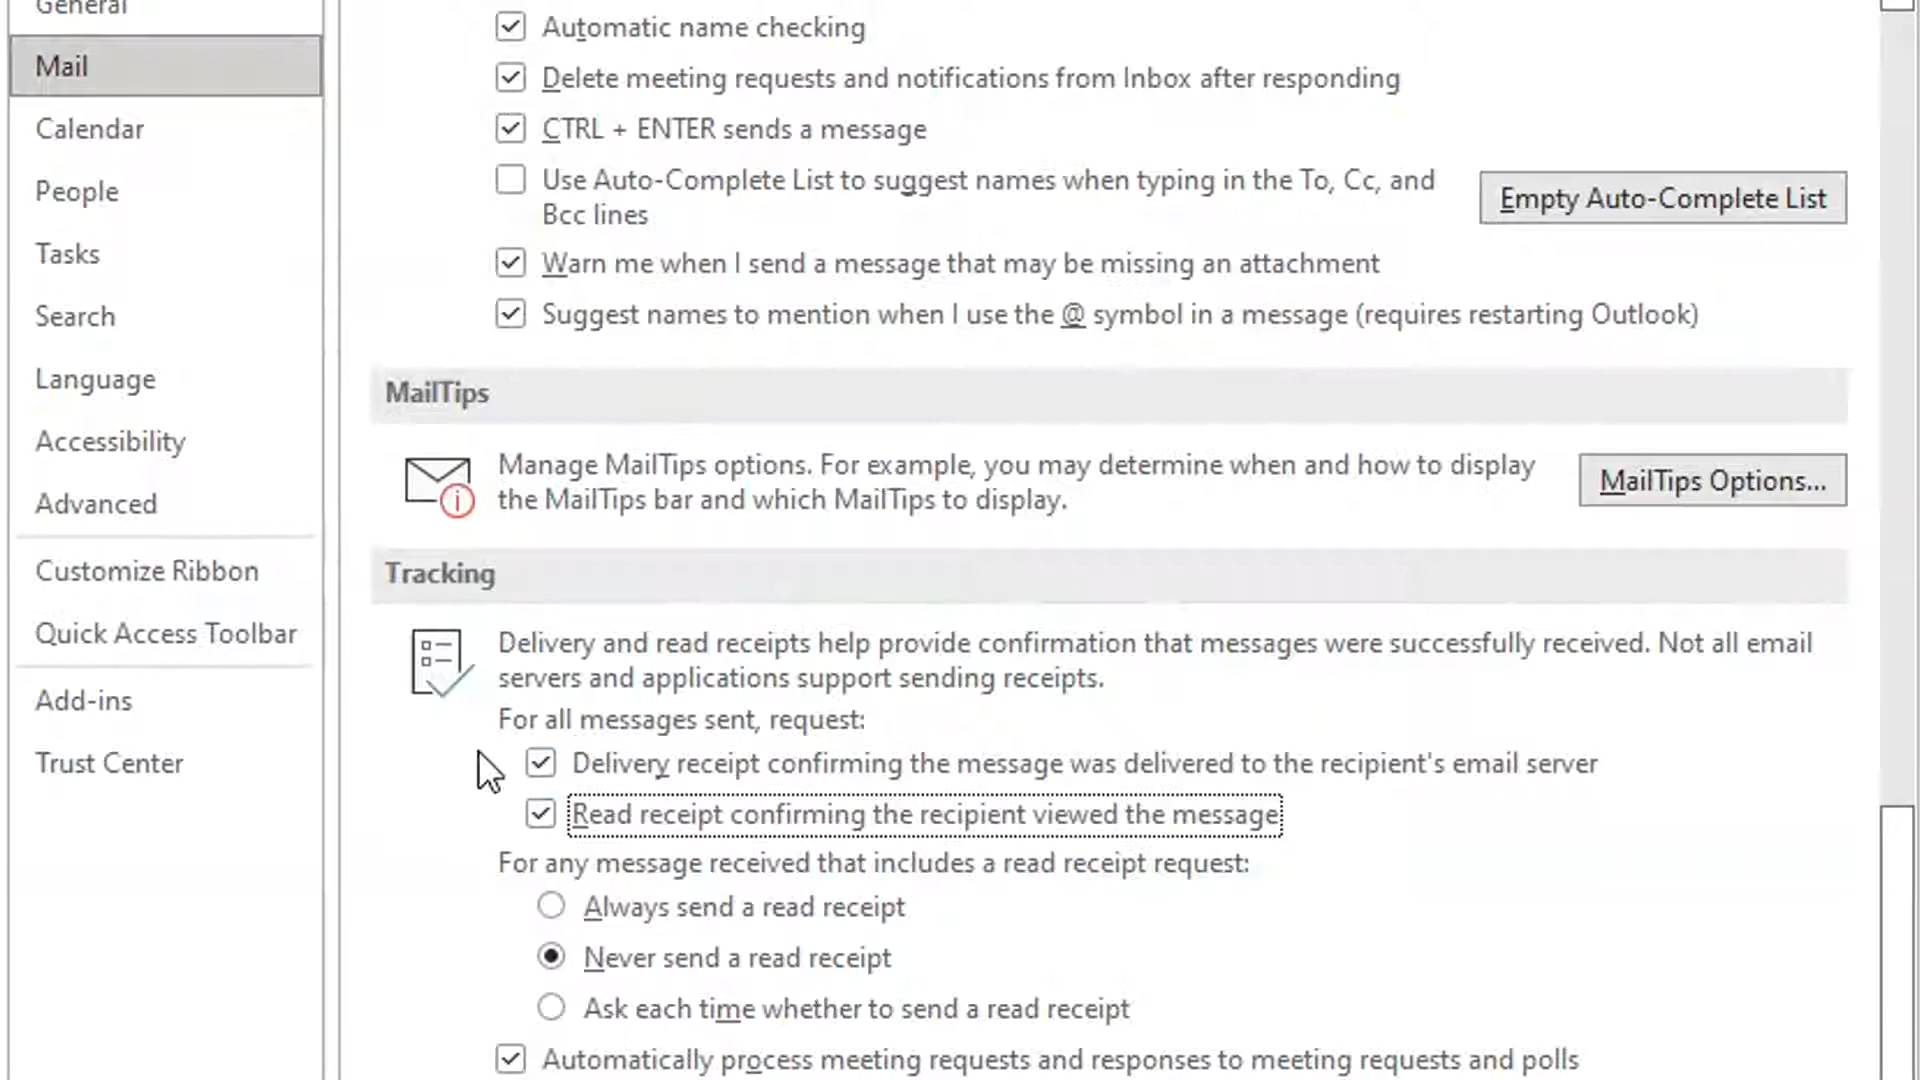 General
Mail
Calendar
People
Tasks
Search
Language
Accessibility
Advanced
Customize Ribbon
Quick Access Toolbar
Add-ins
Trust Center
Automatic name checking
Delete meeting requests and notifications from Inbox after responding
CTRL + ENTER sends a message
Use Auto-Complete List to suggest names when typing in the To, Cc, and
Bcc lines
Empty Auto-Complete List
Warn me when I send a message that may be missing an attachment
Suggest names to mention when I use the @ symbol in a message (requires restarting Outlook)
MailTips
Manage MailTips options. For example, you may determine when and how to display
the MailTips bar and which MailTips to display.
MailTips Options...
Tracking
Delivery and read receipts help provide confirmation that messages were successfully received. Not all email
servers and applications support sending receipts.
For all messages sent, request:
Delivery receipt confirming the message was delivered to the recipient's email server
Read receipt confirming the recipient viewed the message
For any message received that includes a read receipt request:
Always send a read receipt
Never send a read receipt
Ask each time whether to send a read receipt
Automatically process meeting requests and responses to meeting requests and polls